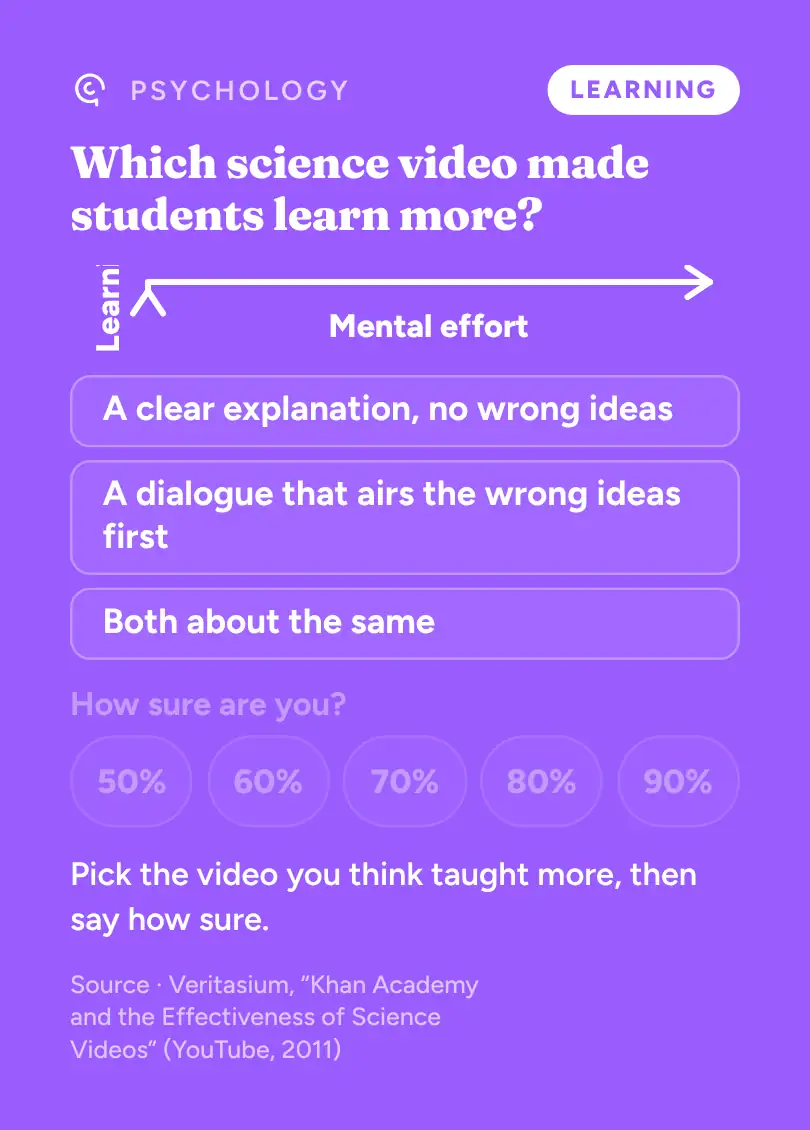 PSYCHOLOGY
LEARNING
Which science video made
students learn more?
Learni
Mental effort
A clear explanation, no wrong ideas
A dialogue that airs the wrong ideas
first
Both about the same
How sure are you?
50% 60% 70% 80% 90%
Pick the video you think taught more, then
say how sure.
Source · Veritasium, “Khan Academy
and the Effectiveness of Science
Videos” (YouTube, 2011)